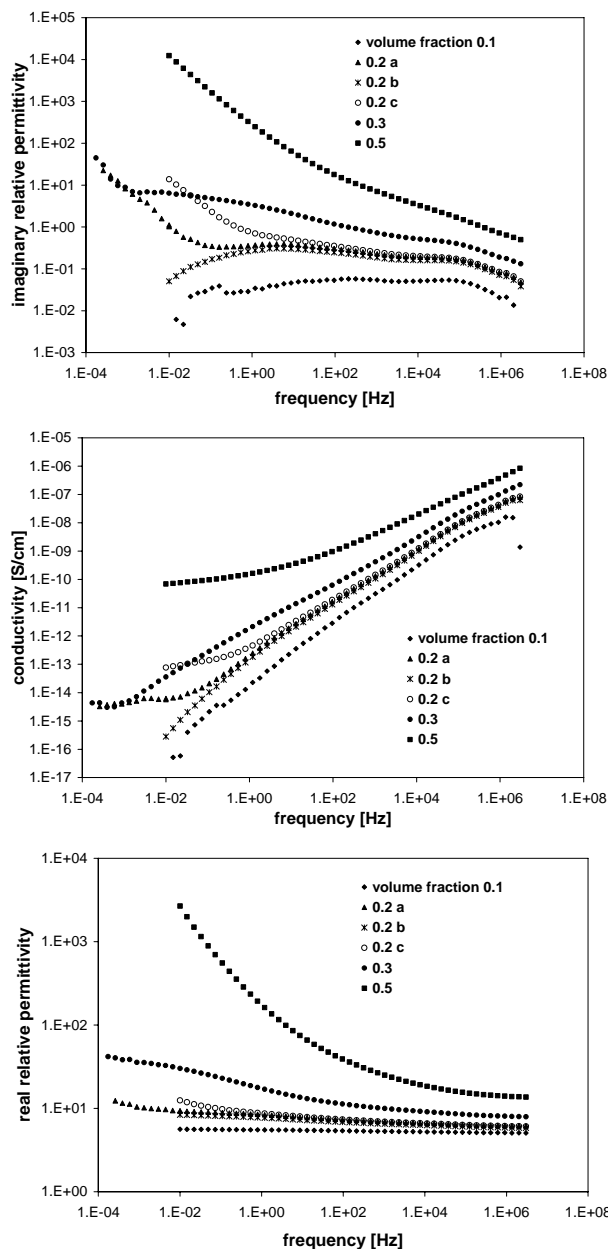 1.E+05
1.E+04
1.E+03
1.E+02
1.E+01
1.E+00
1.E-01
1.E-02
1.E-03
imaginary relative permittivity
volume fraction 0.1
0.2 a
0.2 b
0.2 c
0.3
0.5
1.E-04 1.E-02 1.E+00 1.E+02 1.E+04 1.E+06 1.E+08
frequency [Hz]
1.E-05
1.E-06
1.E-07
1.E-08
1.E-09
1.E-10
1.E-11
1.E-12
1.E-13
1.E-14
1.E-15
1.E-16
1.E-17
conductivity [S/cm]
volume fraction 0.1
0.2 a
0.2 b
0.2 c
0.3
0.5
1.E-04 1.E-02 1.E+00 1.E+02 1.E+04 1.E+06 1.E+08
frequency [Hz]
1.E+04
1.E+03
1.E+02
1.E+01
1.E+00
real relative permittivity
volume fraction 0.1
0.2 a
0.2 b
0.2 c
0.3
0.5
1.E-04 1.E-02 1.E+00 1.E+02 1.E+04 1.E+06 1.E+08
frequency [Hz]